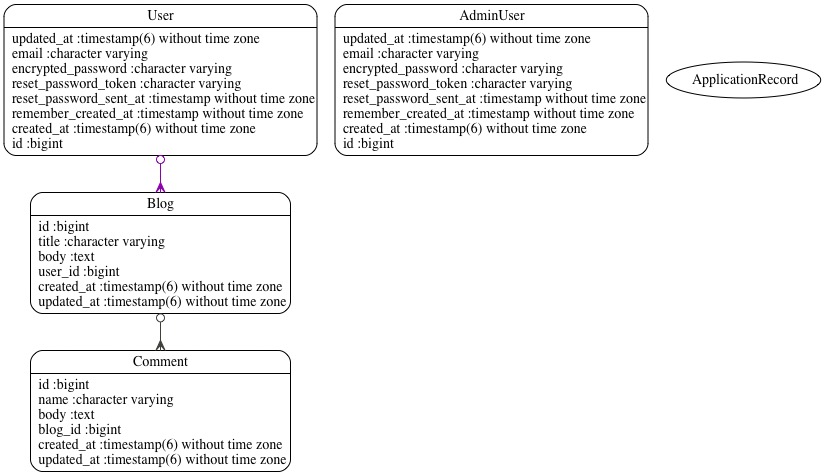 User
updated_at :timestamp(6) without time zone
email :character varying
encrypted_password :character varying
reset_password_token :character varying
reset_password_sent_at :timestamp without time zone
remember_created_at :timestamp without time zone
created_at :timestamp(6) without time zone
id :bigint
AdminUser
updated_at :timestamp(6) without time zone
email :character varying
encrypted_password :character varying
reset_password_token :character varying
reset_password_sent_at :timestamp without time zone
remember_created_at :timestamp without time zone
created_at :timestamp(6) without time zone
id :bigint
ApplicationRecord
Blog
id :bigint
title :character varying
body :text
user_id :bigint
created_at :timestamp(6) without time zone
updated_at :timestamp(6) without time zone
Comment
id :bigint
name :character varying
body :text
blog_id :bigint
created_at :timestamp(6) without time zone
updated_at :timestamp(6) without time zone